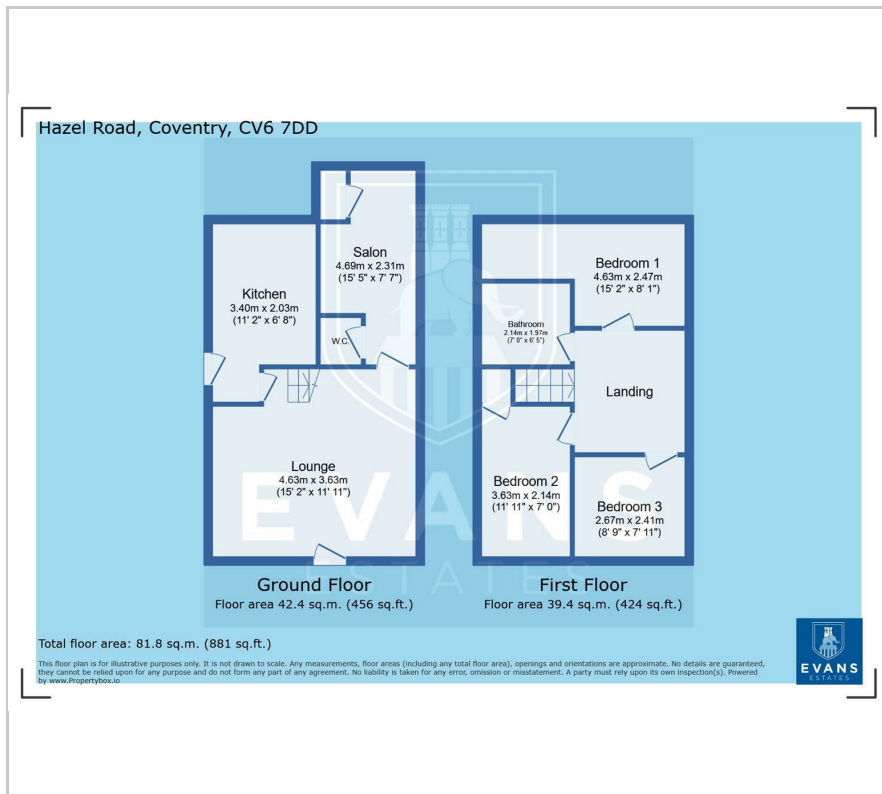 Hazel Road, Coventry, CV6 7DD
Salon
4.69m x 2.31m
(15' 5" x 7' 7")
Kitchen
3.40m x 2.03m
(11' 2" x 6' 8")
W.C.
Lounge
4.63m x 3.63m
(15' 2" x 11' 11")
Bedroom 1
4.63m x 2.47m
(15' 2" x 8' 1")
Bathroom
2.14m x 1.97m
(7' 0" x 6' 5")
Landing
Bedroom 2
3.63m x 2.14m
(11' 11" x 7' 0")
Bedroom 3
2.67m x 2.41m
(8' 9" x 7' 11")
EVANS
ESTATES
Ground Floor
Floor area 42.4 sq.m. (456 sq.ft.)
First Floor
Floor area 39.4 sq.m. (424 sq.ft.)
Total floor area: 81.8 sq.m. (881 sq.ft.)
This floor plan is for illustrative purposes only. It is not drawn to scale. Any measurements, floor areas (including any total floor area), openings and orientations are approximate. No details are guaranteed,
they cannot be relied upon for any purpose and do not form any part of any agreement. No liability is taken for any error, omission or misstatement. A party must rely upon its own inspection(s). Powered
by www.Propertybox.io
EVANS
ESTATES